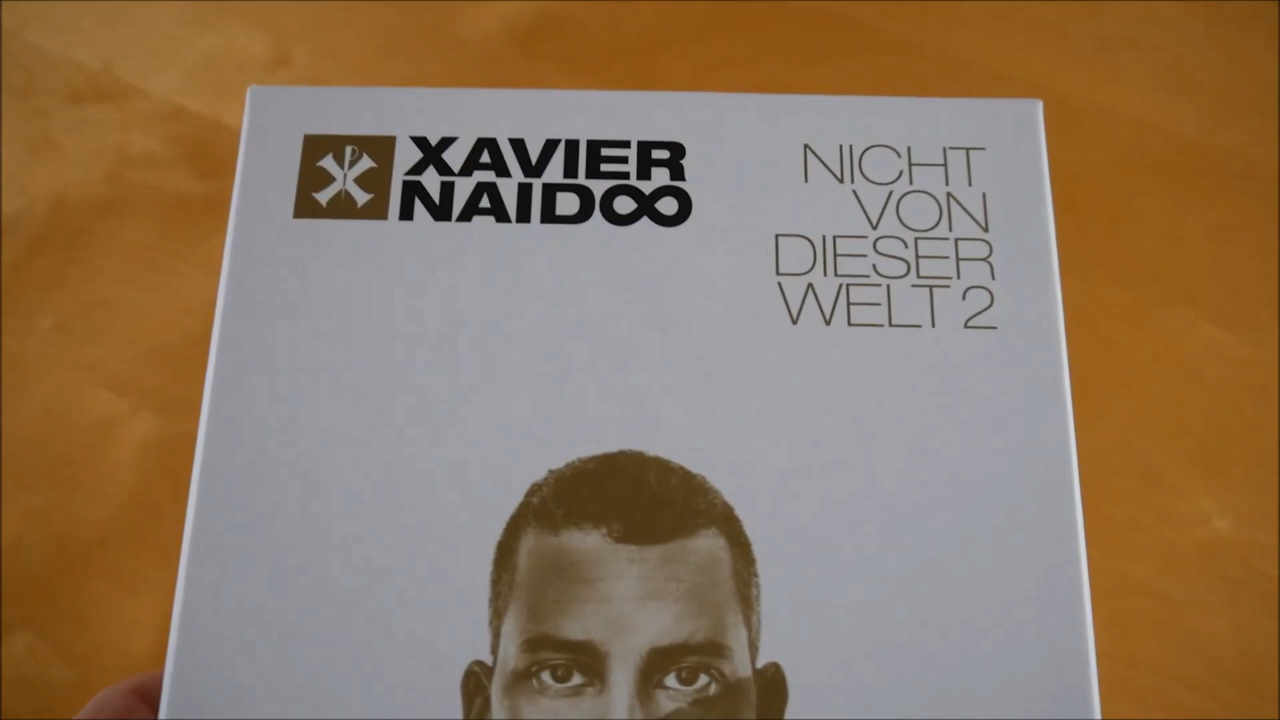 XAVIER
NAIDOO
NICHT
VON
DIESER
WELT 2